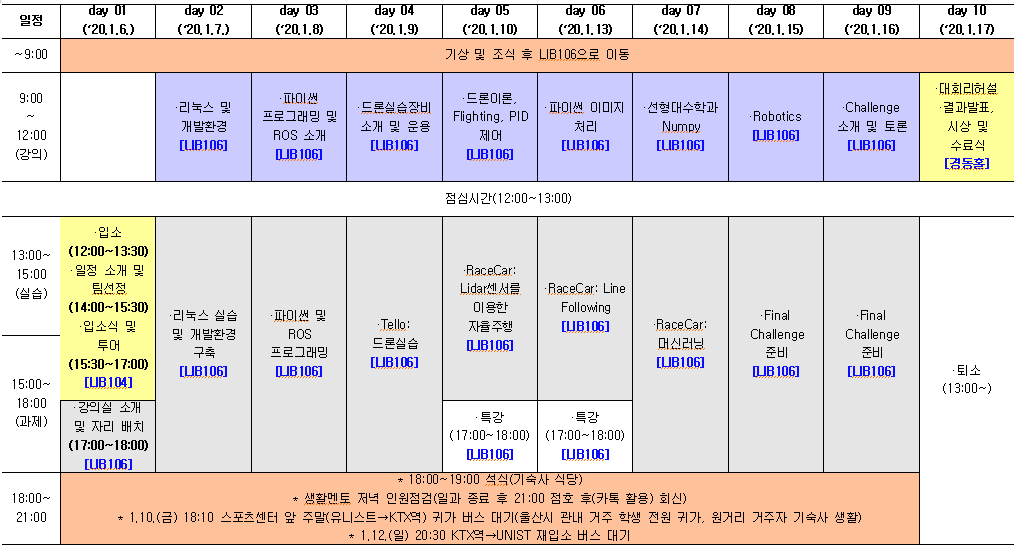 일정
day 01
('20.1.6.)
day 02
('20.1.7.)
day 03
('20.1.8)
day 04
('20.1.9)
day 05
('20.1.10)
day 06
('20.1.13)
day 07
('20.1.14)
day 08
('20.1.15)
day 09
('20.1.16)
day 10
('20.1.17)
~9:00
기상 및 조식 후 LIB106으로 이동
9:00
~
12:00
(강의)
·리눅스 및
개발환경
[LIB106]
·파이썬
프로그래밍 및
ROS 소개
[LIB106]
·드론실습장비
소개 및 운용
[LIB106]
·드론이론,
Flighting, PID
제어
[LIB106]
·파이썬 이미지
처리
[LIB106]
·선형대수학과
Numpy
[LIB106]
·Robotics
[LIB106]
·Challenge
소개 및 토론
[LIB106]
·대회리허설
·결과발표,
시상 및
수료식
[경동홀]
점심시간(12:00~13:00)
13:00~
15:00
(실습)
15:00~
18:00
(과제)
·입소
(12:00~13:30)
·일정 소개 및
팀선정
(14:00~15:30)
·입소식 및
투어
(15:30~17:00)
[LIB104]
·강의실 소개
및 자리 배치
(17:00~18:00)
[LIB106]
·리눅스 실습
및 개발환경
구축
[LIB106]
·파이썬 및
ROS
프로그래밍
[LIB106]
·Tello:
드론실습
[LIB106]
·RaceCar:
Lidar센서를
이용한
자율주행
[LIB106]
·특강
(17:00~18:00)
[LIB106]
·RaceCar: Line
Following
[LIB106]
·특강
(17:00~18:00)
[LIB106]
·RaceCar:
머신러닝
[LIB106]
·Final
Challenge
준비
[LIB106]
·Final
Challenge
준비
[LIB106]
·퇴소
(13:00~)
18:00~
21:00
* 18:00~19:00 석식(기숙사 식당)
* 생활멘토 저녁 인원점검(일과 종료 후 21:00 점호 후(카톡 활용) 회신)
* 1.10.(금) 18:10 스포츠센터 앞 주말(유니스트→KTX역) 귀가 버스 대기(울산시 관내 거주 학생 전원 귀가, 원거리 거주자 기숙사 생활)
* 1.12.(일) 20:30 KTX역→UNIST 재입소 버스 대기